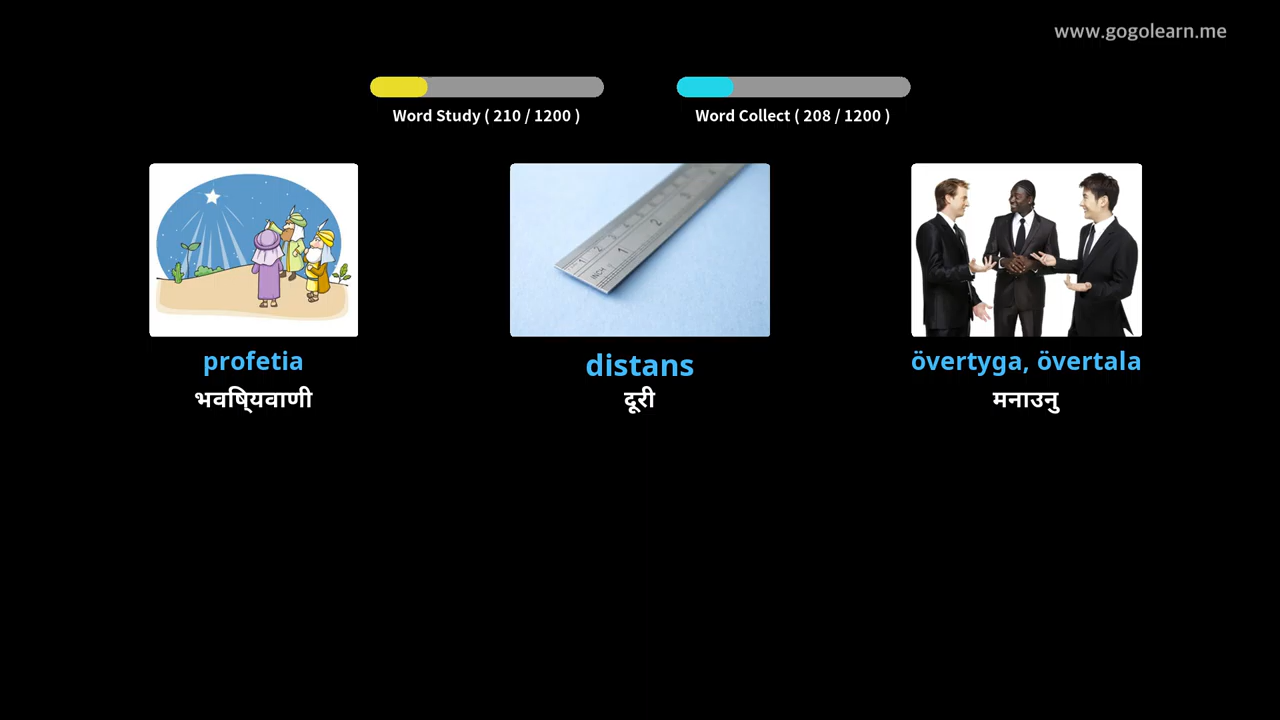 www.gogolearn.me
Word Study ( 210 / 1200 )
Word Collect ( 208 / 1200 )
profetia
distans
övertyga, övertala
भविष्यवाणी
दूरी
मनाउनु